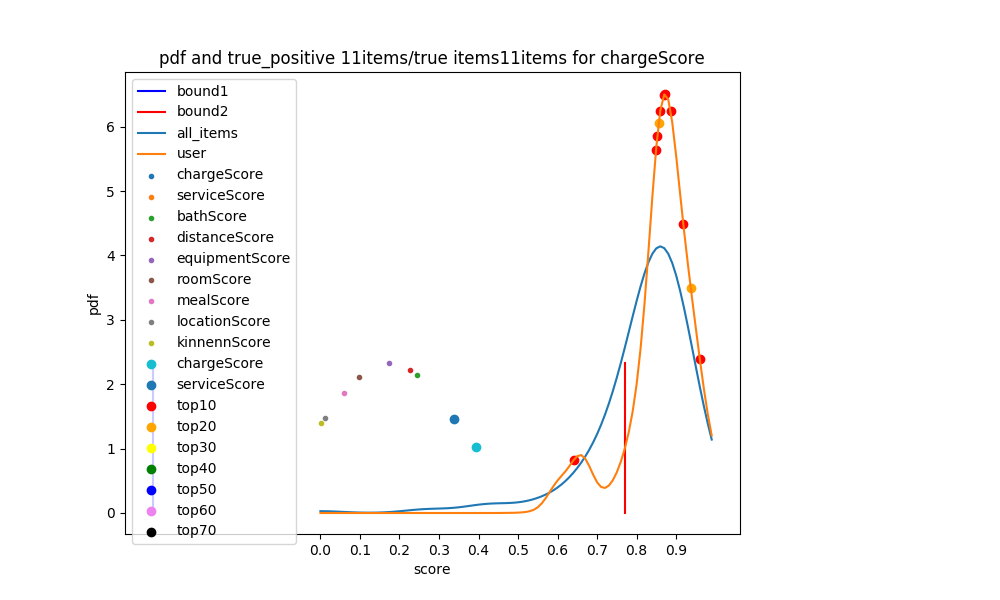 pdf and true_positive 11items/true items11items for chargeScore
bound1
bound2
all_items
user
chargeScore
serviceScore
bathScore
distanceScore
equipmentScore
roomScore
mealScore
locationScore
kinnennScore
chargeScore
serviceScore
top10
top20
top30
top40
top50
top60
top70
pdf
6
5
4
3
2
1
0
0.0 0.1 0.2 0.3 0.4 0.5 0.6 0.7 0.8 0.9
score